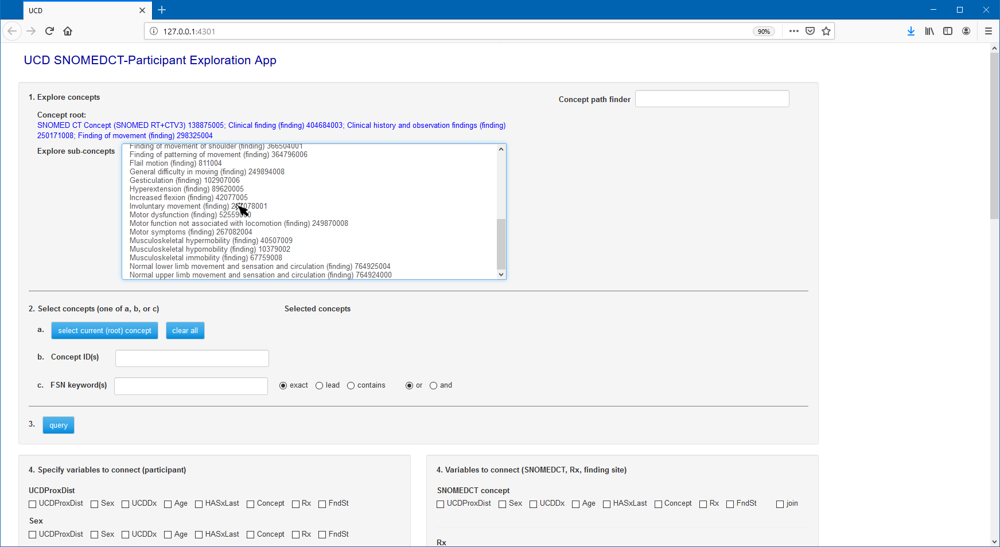 UCD
127.0.0.1:4301
90%
UCD SNOMEDCT-Participant Exploration App
1. Explore concepts
Concept path finder
Concept root:
SNOMED CT Concept (SNOMED RT+CTV3) 138875005; Clinical finding (finding) 404684003; Clinical history and observation findings (finding)
250171008; Finding of movement (finding) 298325004
Explore sub-concepts
Finding of movement of shoulder (finding) 366504001
Finding of patterning of movement (finding) 364796006
Flail motion (finding) 811004
General difficulty in moving (finding) 249894008
Gesticulation (finding) 102907006
Hyperextension (finding) 89620005
Increased flexion (finding) 42077005
Involuntary movement (finding)
Motor dysfunction (finding)
Motor function not associated with locomotion (finding) 249870008
Motor symptoms (finding) 267082004
Musculoskeletal hypermobility (finding) 40507009
Musculoskeletal hypomobility (finding) 10379002
Musculoskeletal immobility (finding) 67759008
Normal lower limb movement and sensation and circulation (finding) 764925004
Normal upper limb movement and sensation and circulation (finding) 764924000
2. Select concepts (one of a, b, or c)
Selected concepts
a. select current (root) concept clear all
b. Concept ID(s)
c. FSN keyword(s) exact lead contains or and
3. query
4. Specify variables to connect (participant)
UCDProxDist
UCDProxDist Sex UCDDx Age HASxLast Concept Rx FndSt
Sex
UCDProxDist Sex UCDDx Age HASxLast Concept Rx FndSt
4. Variables to connect (SNOMEDCT, Rx, finding site)
SNOMEDCT concept
UCDProxDist Sex UCDDx Age HASxLast Concept Rx FndSt join
Rx